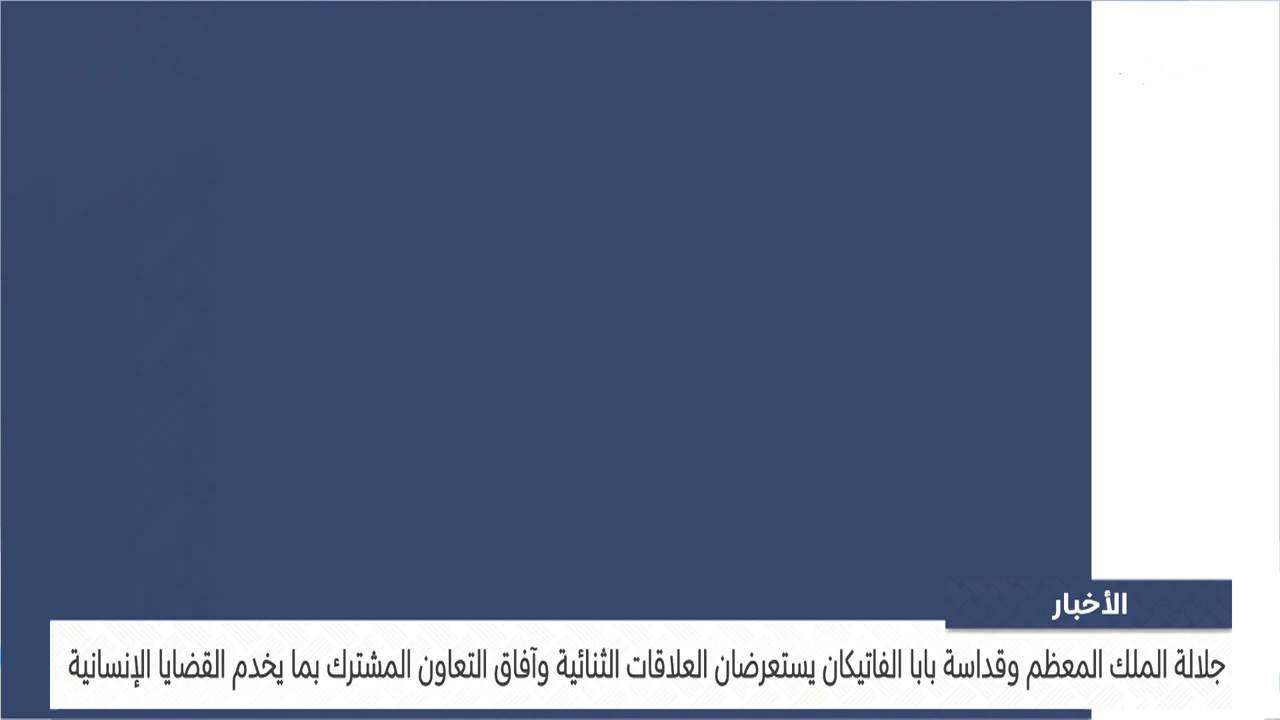 الأخبار
جلالة الملك المعظم وقداسة بابا الفاتيكان يستعرضان العلاقات الثنائية وآفاق التعاون المشترك بما يخدم القضايا الإنسانية